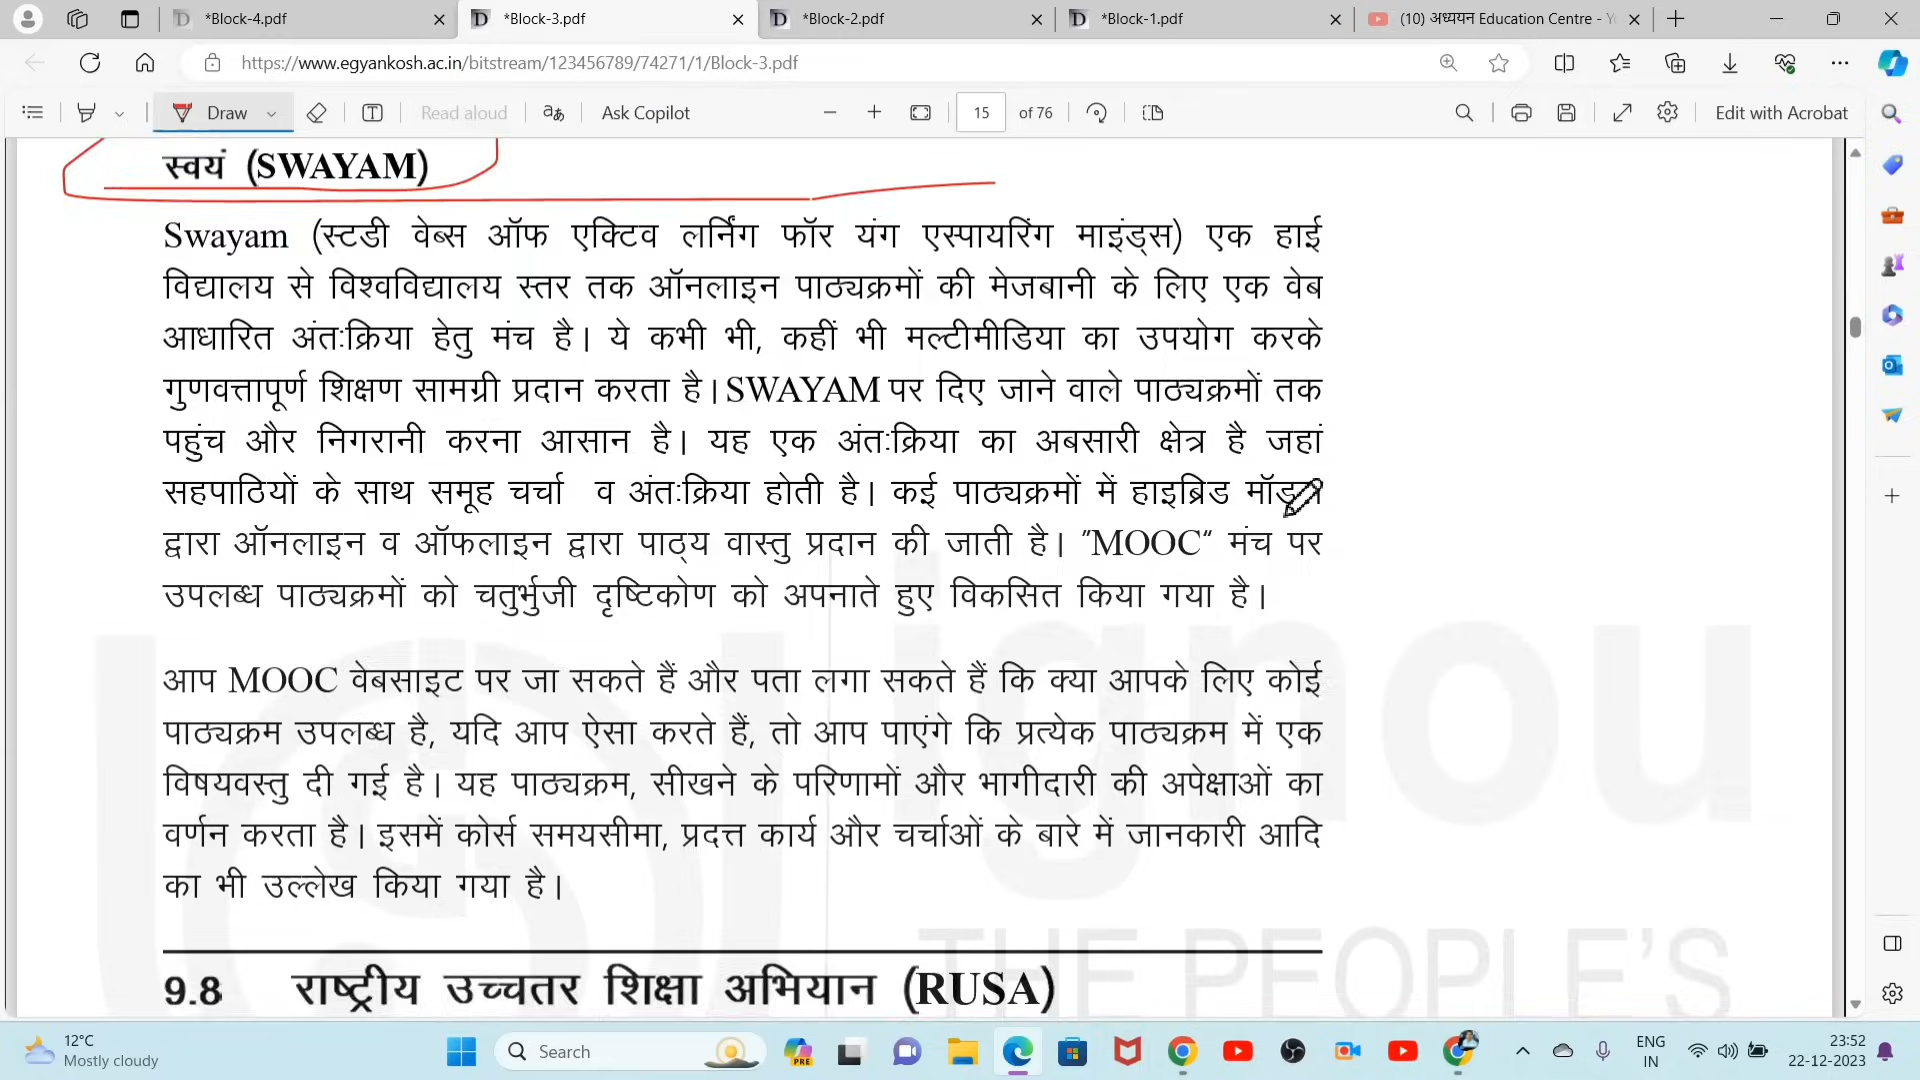 *Block-4.pdf
*Block-3.pdf
*Block-2.pdf
*Block-1.pdf
(10) अध्ययन Education Centre - Y
https://www.egyankosh.ac.in/bitstream/123456789/74271/1/Block-3.pdf
Draw
Read aloud
Ask Copilot
15 of 76
Edit with Acrobat
स्वयं (SWAYAM)
Swayam (स्टडी वेब्स ऑफ एक्टिव लर्निंग फॉर यंग एस्पायरिंग माइंड्स) एक हाई
विद्यालय से विश्वविद्यालय स्तर तक ऑनलाइन पाठ्यक्रमों की मेजबानी के लिए एक वेब
आधारित अंतःक्रिया हेतु मंच है। ये कभी भी, कहीं भी मल्टीमीडिया का उपयोग करके
गुणवत्तापूर्ण शिक्षण सामग्री प्रदान करता है। SWAYAM पर दिए जाने वाले पाठ्यक्रमों तक
पहुंच और निगरानी करना आसान है। यह एक अंतःक्रिया का अबसारी क्षेत्र है जहां
सहपाठियों के साथ समूह चर्चा व अंतःक्रिया होती है। कई पाठ्यक्रमों में हाइब्रिड मॉडल
द्वारा ऑनलाइन व ऑफलाइन द्वारा पाठ्य वास्तु प्रदान की जाती है। "MOOC" मंच पर
उपलब्ध पाठ्यक्रमों को चतुर्भुजी दृष्टिकोण को अपनाते हुए विकसित किया गया है।
आप MOOC वेबसाइट पर जा सकते हैं और पता लगा सकते हैं कि क्या आपके लिए कोई
पाठ्यक्रम उपलब्ध है, यदि आप ऐसा करते हैं, तो आप पाएंगे कि प्रत्येक पाठ्यक्रम में एक
विषयवस्तु दी गई है। यह पाठ्यक्रम, सीखने के परिणामों और भागीदारी की अपेक्षाओं का
वर्णन करता है। इसमें कोर्स समयसीमा, प्रदत्त कार्य और चर्चाओं के बारे में जानकारी आदि
का भी उल्लेख किया गया है।
ignou
THE PEOPLE'S
9.8 राष्ट्रीय उच्चतर शिक्षा अभियान (RUSA)
12°C
Mostly cloudy
Search
PRE
ENG
IN
23:52
22-12-2023